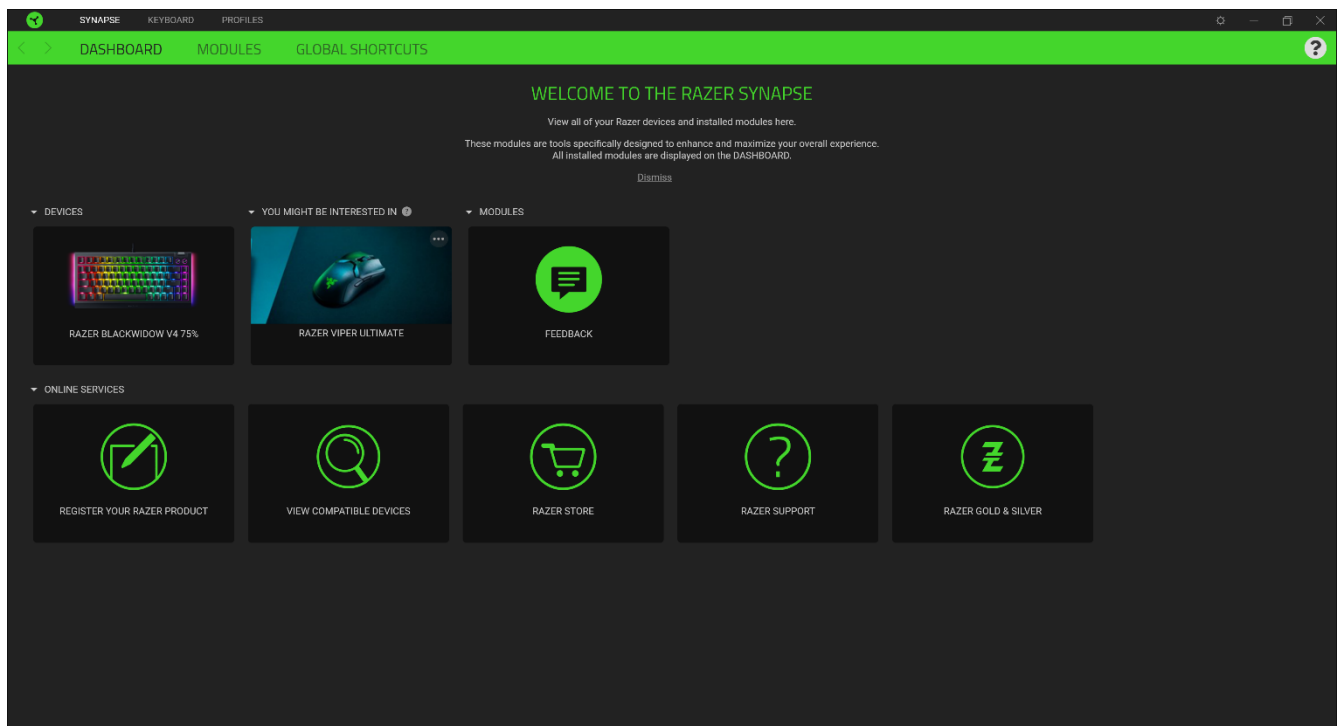 SYNAPSE KEYBOARD PROFILES
DASHBOARD MODULES GLOBAL SHORTCUTS
WELCOME TO THE RAZER SYNAPSE
View all of your Razer devices and installed modules here.
These modules are tools specifically designed to enhance and maximize your overall experience.
All installed modules are displayed on the DASHBOARD.
Dismiss
DEVICES
YOU MIGHT BE INTERESTED IN
MODULES
RAZER BLACKWIDOW V4 75%
RAZER VIPER ULTIMATE
FEEDBACK
ONLINE SERVICES
REGISTER YOUR RAZER PRODUCT
VIEW COMPATIBLE DEVICES
RAZER STORE
RAZER SUPPORT
RAZER GOLD & SILVER